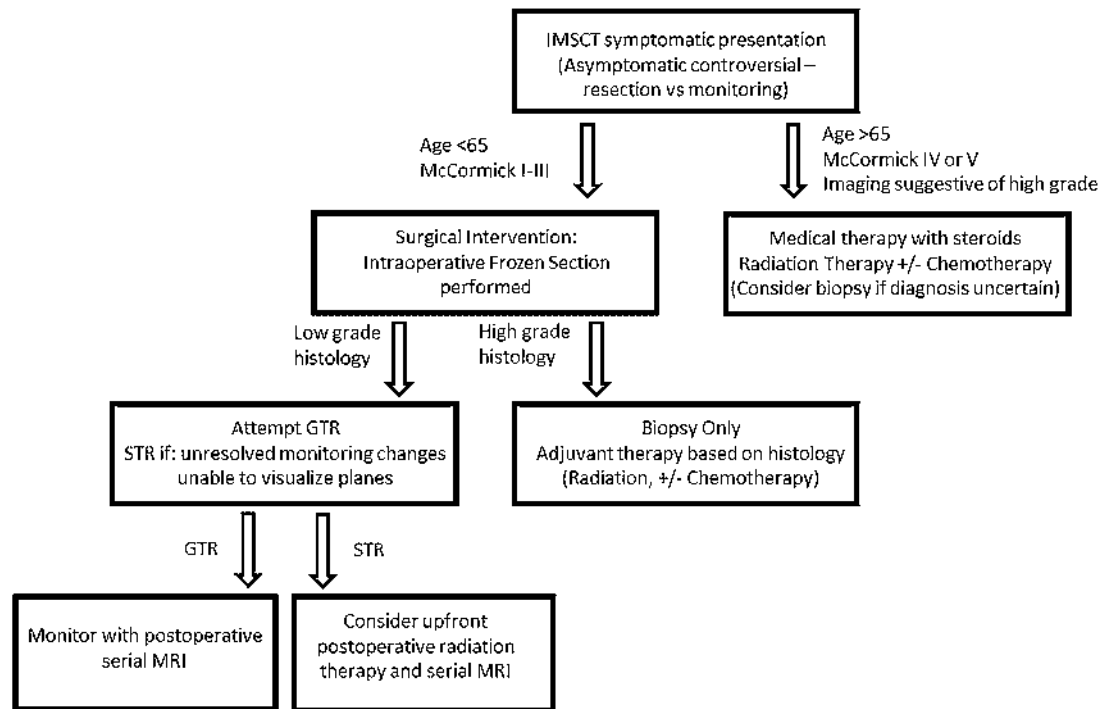 IMSCT symptomatic presentation
(Asymptomatic controversial –
resection vs monitoring)
Age <65
McCormick I-III
Age >65
McCormick IV or V
Imaging suggestive of high grade
Surgical Intervention:
Intraoperative Frozen Section
performed
Medical therapy with steroids
Radiation Therapy +/- Chemotherapy
(Consider biopsy if diagnosis uncertain)
Low grade
histology
High grade
histology
Attempt GTR
STR if: unresolved monitoring changes
unable to visualize planes
Biopsy Only
Adjuvant therapy based on histology
(Radiation, +/- Chemotherapy)
GTR
STR
Monitor with postoperative
serial MRI
Consider upfront
postoperative radiation
therapy and serial MRI